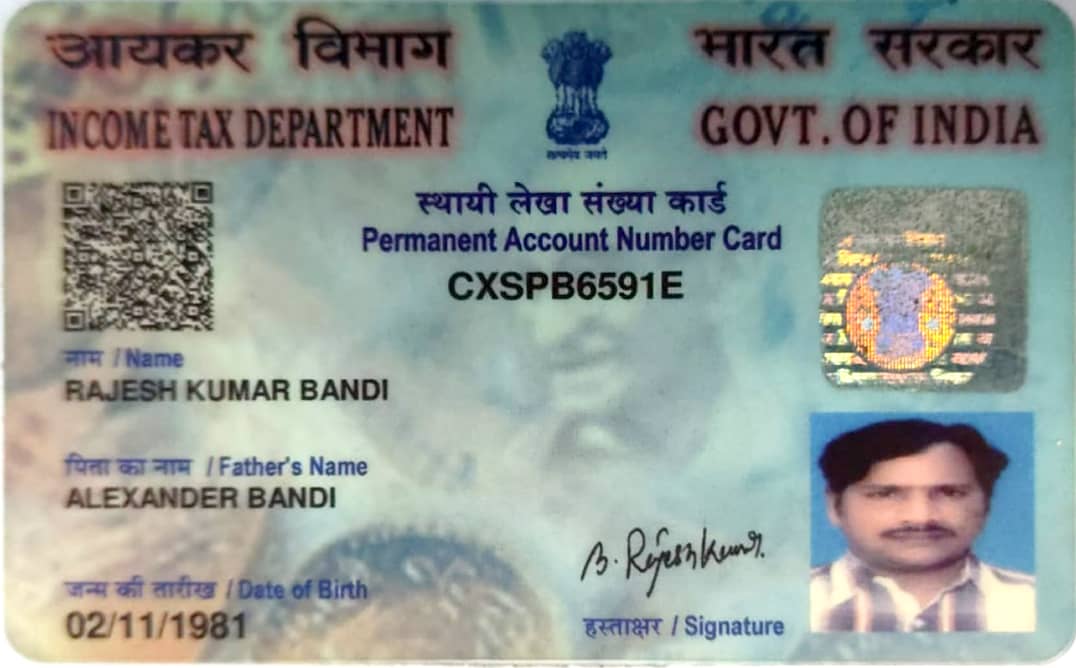 आयकर विभाग
INCOME TAX DEPARTMENT
सत्यमेव जयते
भारत सरकार
GOVT. OF INDIA
स्थायी लेखा संख्या कार्ड
Permanent Account Number Card
CXSPB6591E
नाम / Name
RAJESH KUMAR BANDI
पिता का नाम / Father's Name
ALEXANDER BANDI
जन्म की तारीख / Date of Birth
02/11/1981
B. Rajesh Kumar.
हस्ताक्षर / Signature